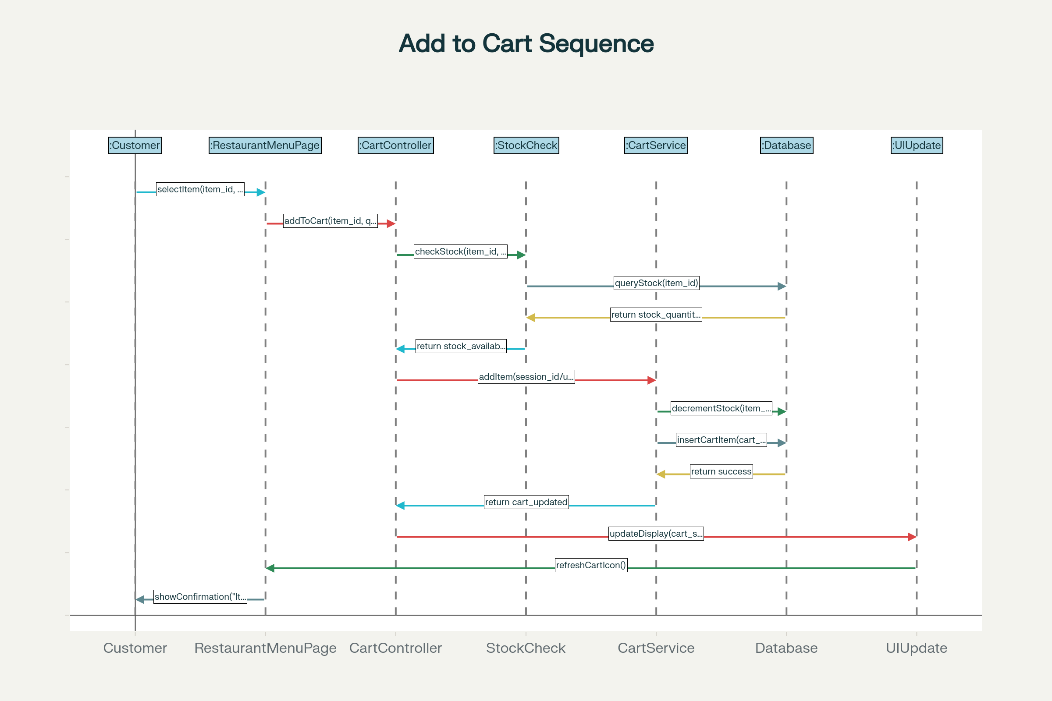 Add to Cart Sequence
:Customer :RestaurantMenuPage :CartController :StockCheck :CartService :Database :UIUpdate
selectItem(item_id, ...
addToCart(item_id, q...
checkStock(item_id, ...
queryStock(item_id)
return stock_quantit...
return stock_availab...
addItem(session_id/u...
decrementStock(item_...
insertCartItem(cart_...
return success
return cart_updated
updateDisplay(cart_s...
refreshCartIcon()
showConfirmation("It...
Customer RestaurantMenuPage CartController StockCheck CartService Database UIUpdate